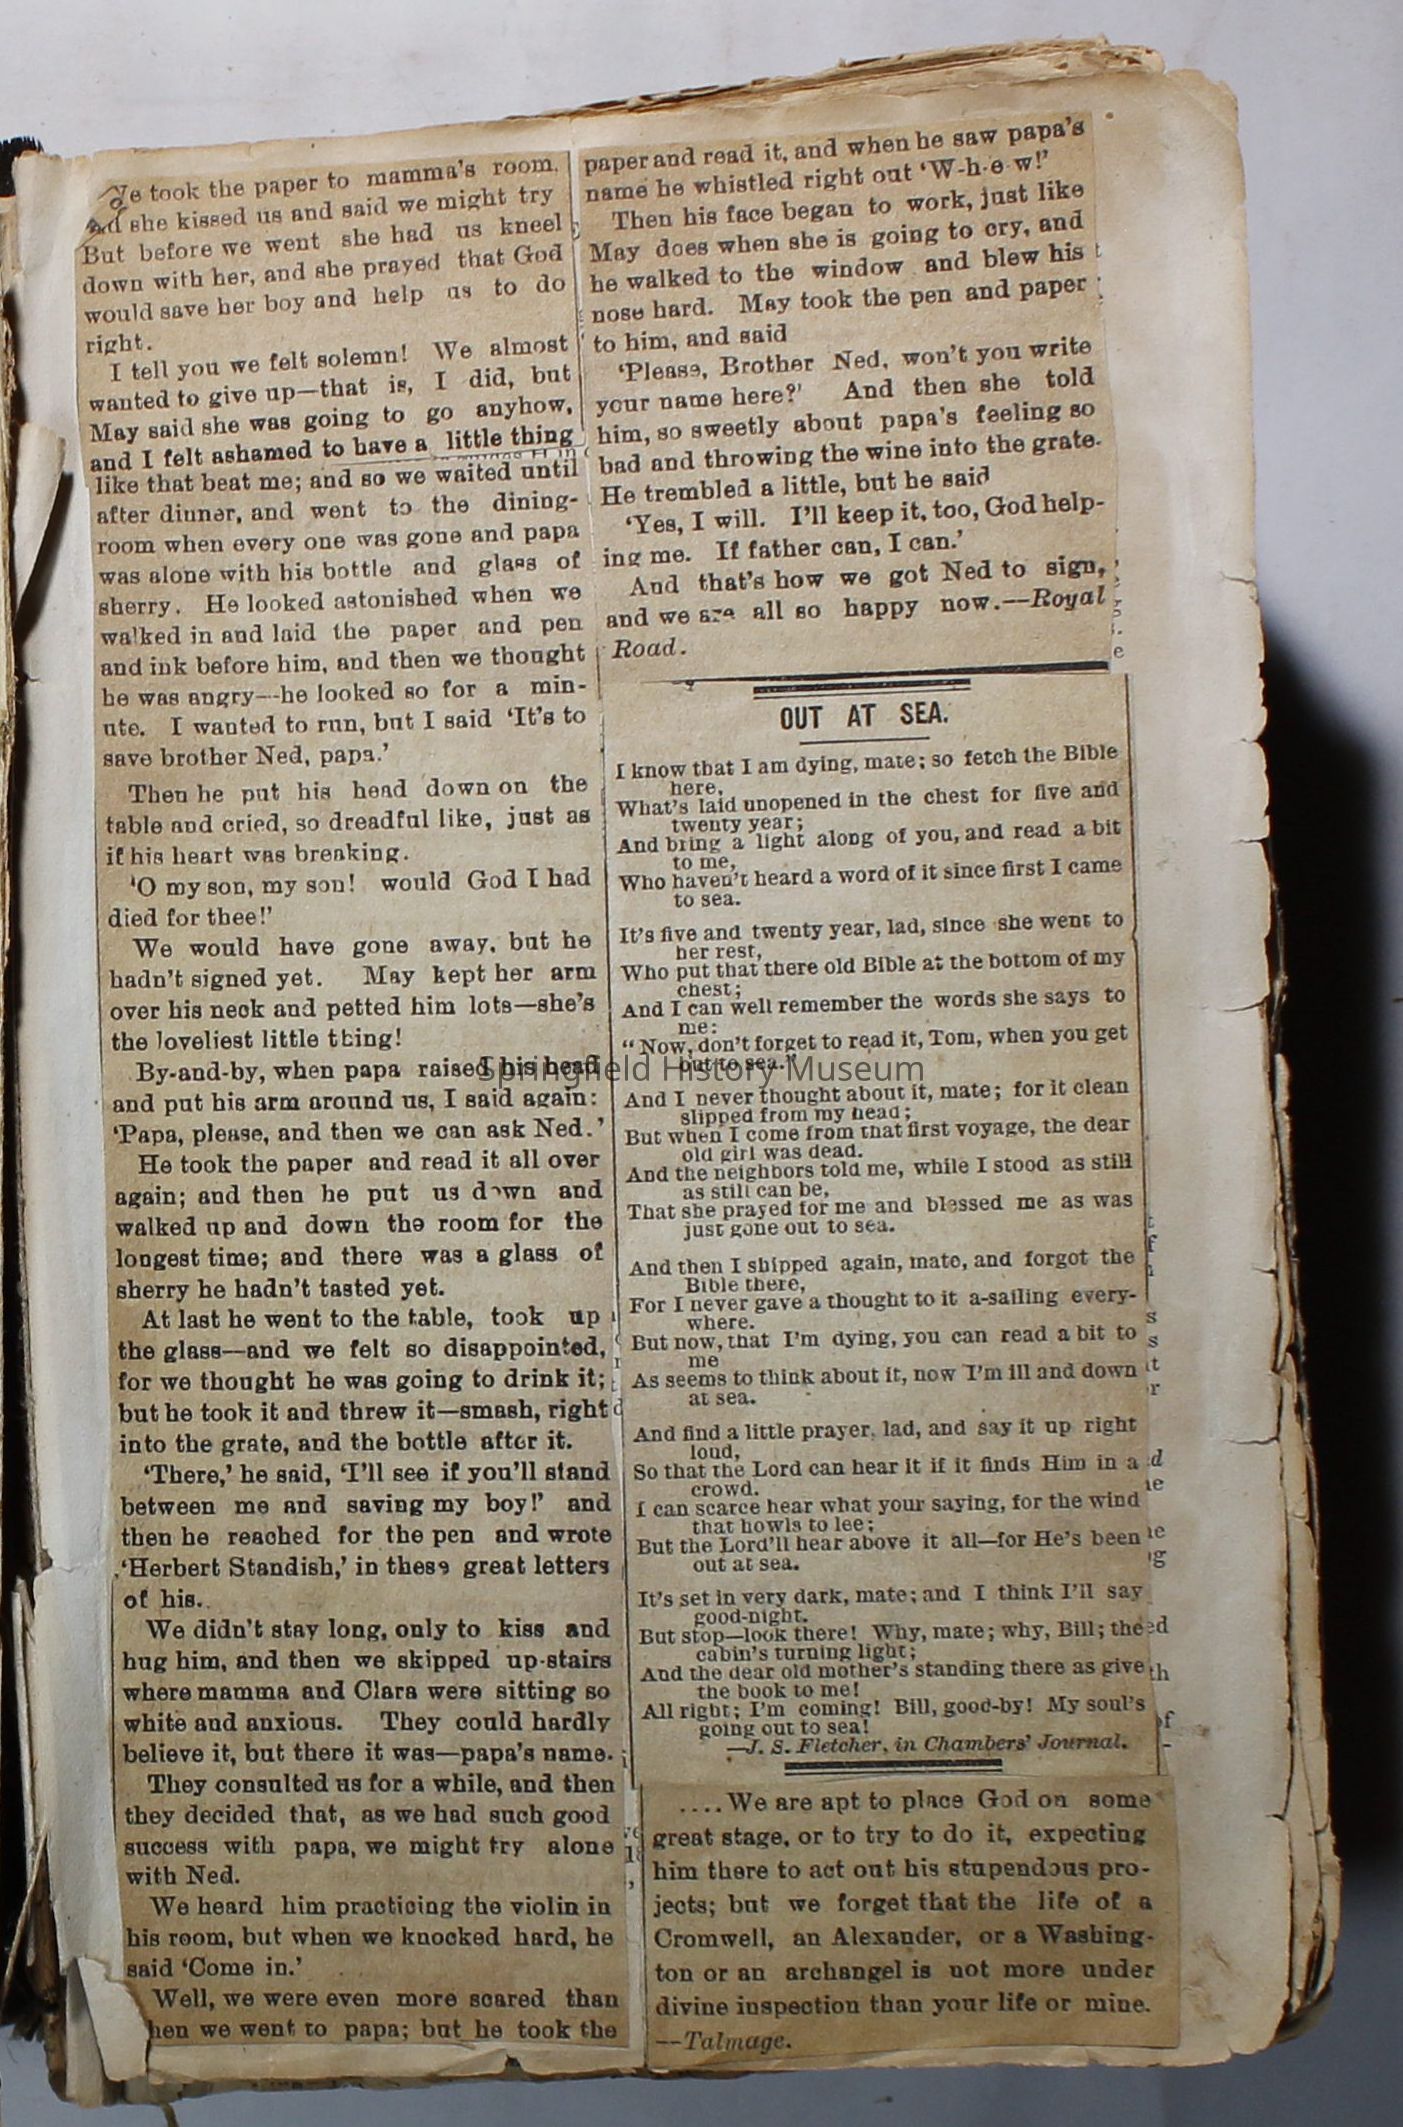 We took the paper to mamma's room,
and she kissed us and said we might try
But before we went she had us kneel
down with her, and she prayed that God
would save her boy and help us to do
right.
I tell you we felt solemn! We almost
wanted to give up—that is, I did, but
May said she was going to go anyhow,
and I felt ashamed to have a little thing
like that beat me; and so we waited until
after dinner, and went to the dining-
room when every one was gone and papa
was alone with his bottle and glass of
sherry. He looked astonished when we
walked in and laid the paper and pen
and ink before him, and then we thought
he was angry—he looked so for a min-
ute. I wanted to run, but I said 'It's to
save brother Ned, papa.'
Then he put his head down on the
table and cried, so dreadful like, just as
if his heart was breaking.
'O my son, my son! would God I had
died for thee!'
We would have gone away, but he
hadn't signed yet. May kept her arm
over his neck and petted him lots—she's
the loveliest little thing!
By-and-by, when papa raised his head
and put his arm around us, I said again:
'Papa, please, and then we can ask Ned.'
He took the paper and read it all over
again; and then he put us down and
walked up and down the room for the
longest time; and there was a glass of
sherry he hadn't tasted yet.
At last he went to the table, took up
the glass—and we felt so disappointed,
for we thought he was going to drink it;
but he took it and threw it—smash, right
into the grate, and the bottle after it.
'There,' he said, 'I'll see if you'll stand
between me and saving my boy!' and
then he reached for the pen and wrote
'Herbert Standish,' in these great letters
of his.
We didn't stay long, only to kiss and
hug him, and then we skipped up-stairs
where mamma and Clara were sitting so
white and anxious. They could hardly
believe it, but there it was—papa's name.
They consulted us for a while, and then
they decided that, as we had such good
success with papa, we might try alone
with Ned.
We heard him practicing the violin in
his room, but when we knocked hard, he
said 'Come in.'
Well, we were even more scared than
hen we went to papa; but he took the
paper and read it, and when he saw papa's
name he whistled right out 'W-h-e-w!'
Then his face began to work, just like
May does when she is going to cry, and
he walked to the window and blew his
nose hard. May took the pen and paper
to him, and said
'Please, Brother Ned, won't you write
your name here?' And then she told
him, so sweetly about papa's feeling so
bad and throwing the wine into the grate.
He trembled a little, but he said
'Yes, I will. I'll keep it, too, God help-
ing me. If father can, I can.'
And that's how we got Ned to sign,
and we are all so happy now.—Royal
Road.
OUT AT SEA.
I know that I am dying, mate; so fetch the Bible
here,
What's laid unopened in the chest for five and
twenty year;
And bring a light along of you, and read a bit
to me,
Who haven't heard a word of it since first I came
to sea.
It's five and twenty year, lad, since she went to
her rest,
Who put that there old Bible at the bottom of my
chest;
And I can well remember the words she says to
me:
"Now, don't forget to read it, Tom, when you get
out to sea."
And I never thought about it, mate; for it clean
slipped from my head;
But when I come from that first voyage, the dear
old girl was dead.
And the neighbors told me, while I stood as still
as still can be,
That she prayed for me and blessed me as was
just gone out to sea.
And then I shipped again, mate, and forgot the
Bible there,
For I never gave a thought to it a-sailing every-
where.
But now, that I'm dying, you can read a bit to
me
As seems to think about it, now I'm ill and down
at sea.
And find a little prayer, lad, and say it up right
loud,
So that the Lord can hear it if it finds Him in a
crowd.
I can scarce hear what your saying, for the wind
that howls to lee;
But the Lord'll hear above it all—for He's been
out at sea.
It's set in very dark, mate; and I think I'll say
good-night.
But stop—look there! Why, mate; why, Bill; the
cabin's turning light;
And the dear old mother's standing there as give
the book to me!
All right; I'm coming! Bill, good-by! My soul's
going out to sea!
—J. S. Fletcher, in Chambers' Journal.
....We are apt to place God on some
great stage, or to try to do it, expecting
him there to act out his stupendous pro-
jects; but we forget that the life of a
Cromwell, an Alexander, or a Washing-
ton or an archangel is not more under
divine inspection than your life or mine.
—Talmage.
Springfield History Museum